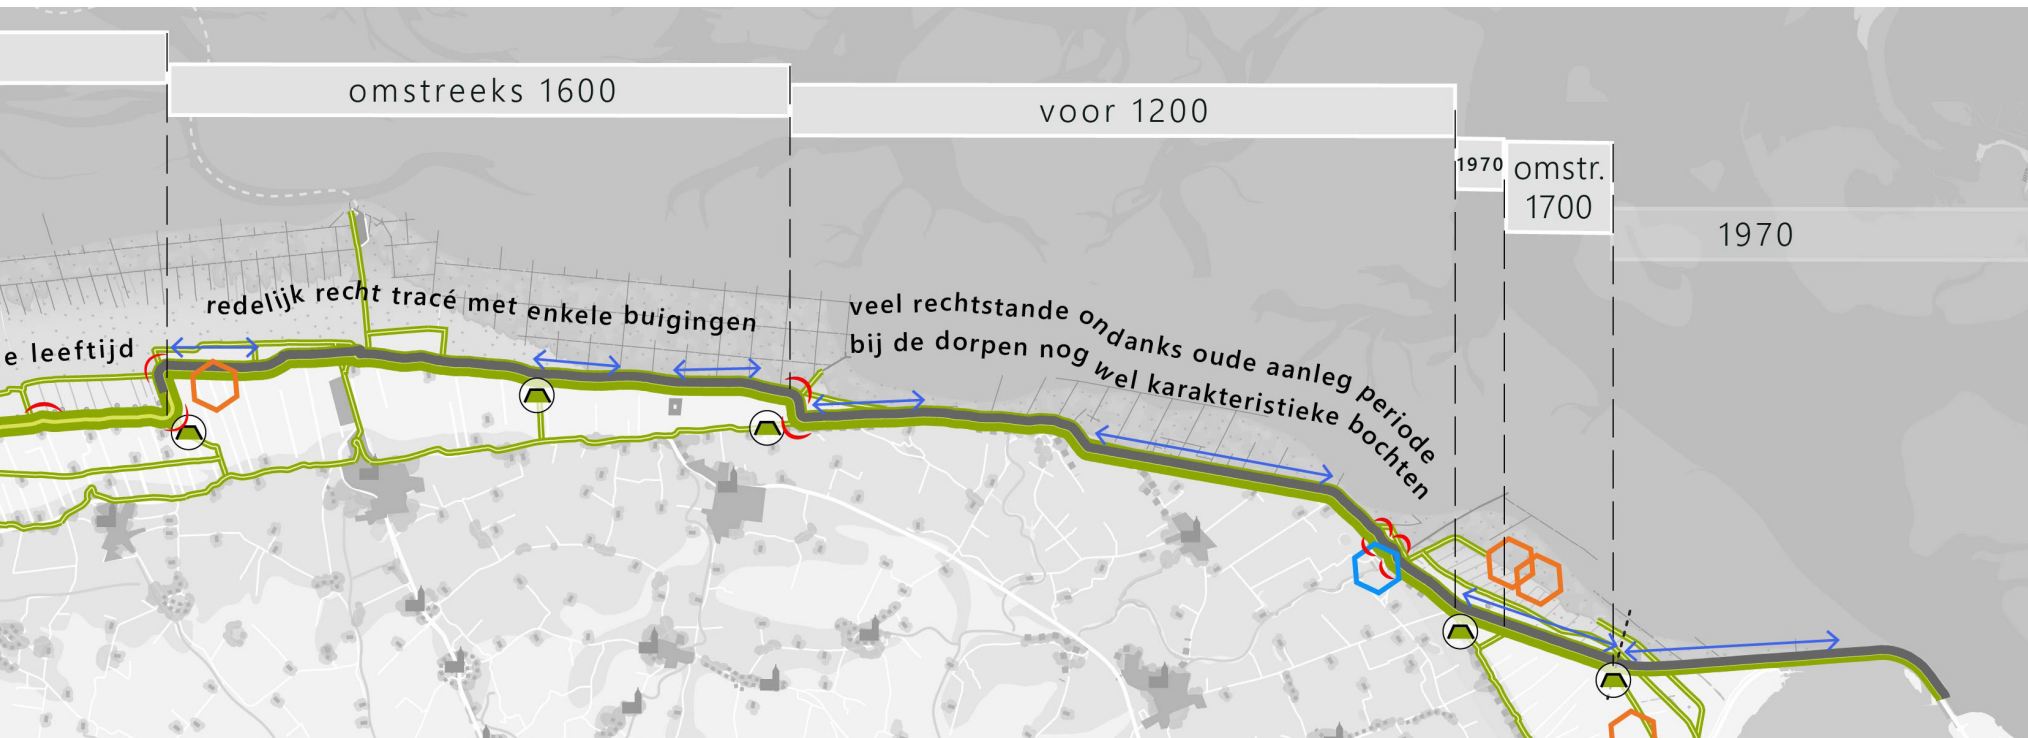 omstreeks 1600
voor 1200
1970
omstr.
1700
1970
e leeftijd
redelijk recht tracé met enkele buigingen
veel rechtstande ondanks oude aanleg periode
bij de dorpen nog wel karakteristieke bochten